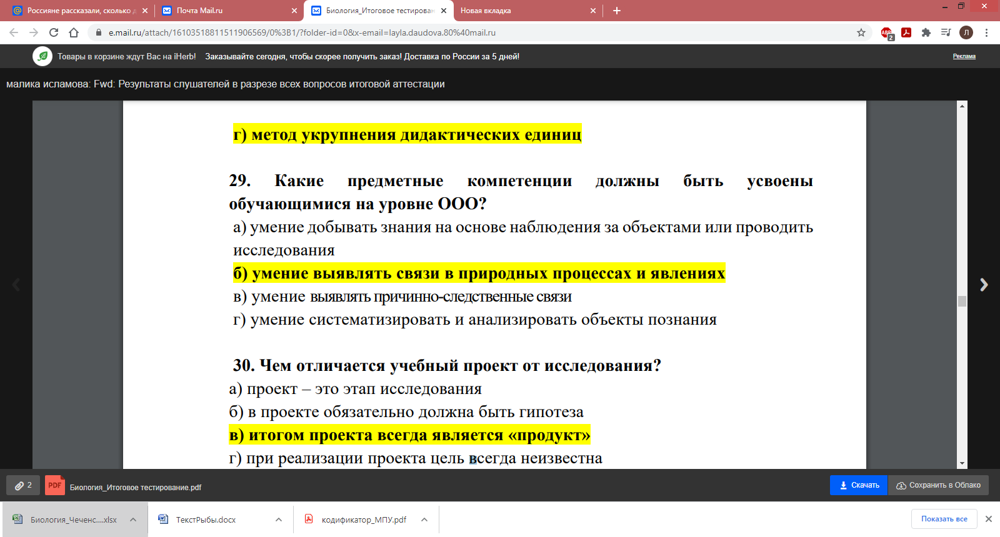 Россияне рассказали, сколько д
Почта Mail.ru
Биология_Итоговое тестирован
Новая вкладка
e.mail.ru/attach/16103518811511906569/0%3B1/?folder-id=0&x-email=layla.daudova.80%40mail.ru
ABP
2
Л
Товары в корзине ждут Вас на iHerb! Заказывайте сегодня, чтобы скорее получить заказ! Доставка по России за 5 дней!
Реклама
малика исламова: Fwd: Результаты слушателей в разрезе всех вопросов итоговой аттестации
г) метод укрупнения дидактических единиц
29. Какие предметные компетенции должны быть усвоены
обучающимися на уровне ООО?
а) умение добывать знания на основе наблюдения за объектами или проводить
исследования
б) умение выявлять связи в природных процессах и явлениях
в) умение выявлять причинно-следственные связи
г) умение систематизировать и анализировать объекты познания
30. Чем отличается учебный проект от исследования?
а) проект – это этап исследования
б) в проекте обязательно должна быть гипотеза
в) итогом проекта всегда является «продукт»
г) при реализации проекта цель всегда неизвестна
2
PDF
Биология_Итоговое тестирование.pdf
Скачать
Сохранить в Облако
Биология_Чеченс....xlsx
ТекстРыбы.docx
кодификатор_МПУ.pdf
Показать все